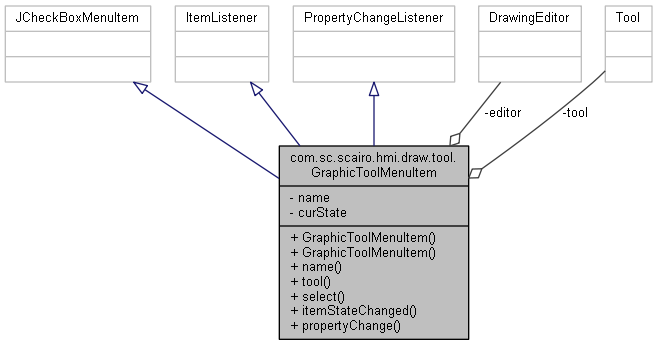 JCheckBoxMenuItem
ItemListener
PropertyChangeListener
DrawingEditor
Tool
-editor
-tool
com.sc.scairo.hmi.draw.tool.
GraphicToolMenuItem
- name
- curState
+ GraphicToolMenuItem()
+ GraphicToolMenuItem()
+ name()
+ tool()
+ select()
+ itemStateChanged()
+ propertyChange()